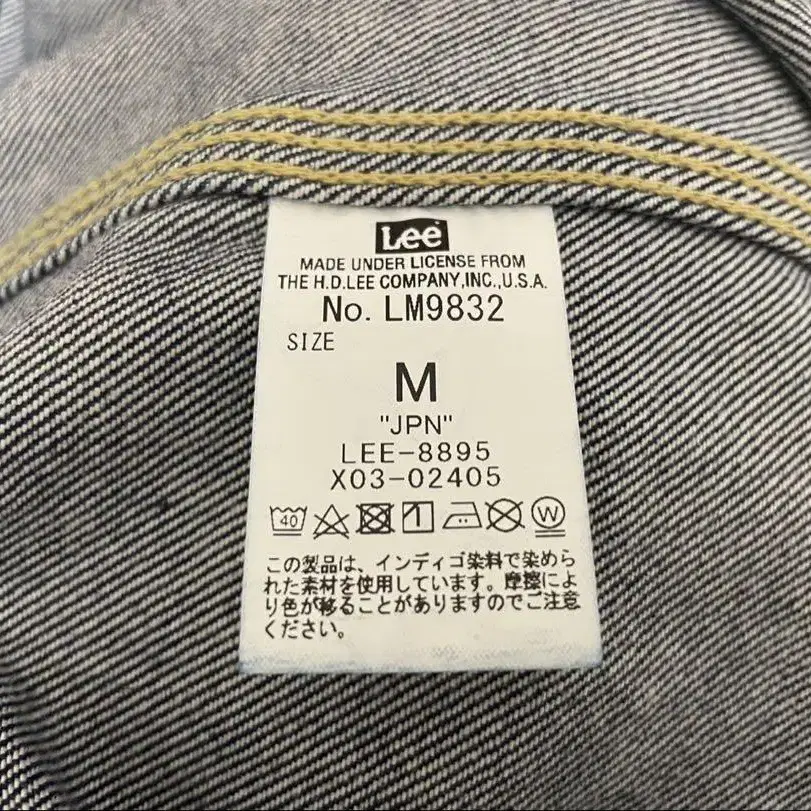 Lee
MADE UNDER LICENSE FROM
THE H.D.LEE COMPANY,INC.,U.S.A.
No. LM9832
SIZE
M
"JPN"
LEE-8895
X03-02405
40 W
この製品は、インディゴ染料で染めら
れた素材を使用しています。摩擦によ
り色が移ることがありますのでご注意
ください。